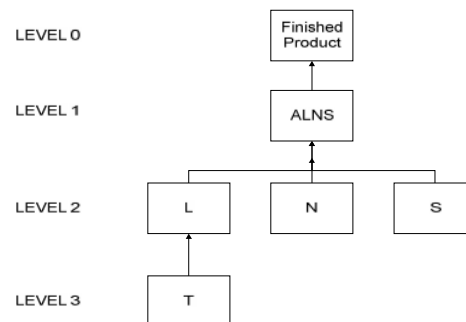 LEVEL 0
Finished
Product
LEVEL 1
ALNS
LEVEL 2
L
N
S
LEVEL 3
T